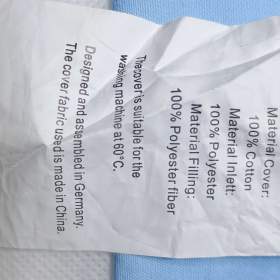 Material Cover:
100% Cotton
Material Inlett:
100% Polyester
Material Filling:
100% Polyester fiber
The cover is suitable for the
washing machine at 60°C.
Designed and assembled in Germany.
The cover fabric used is made in China.